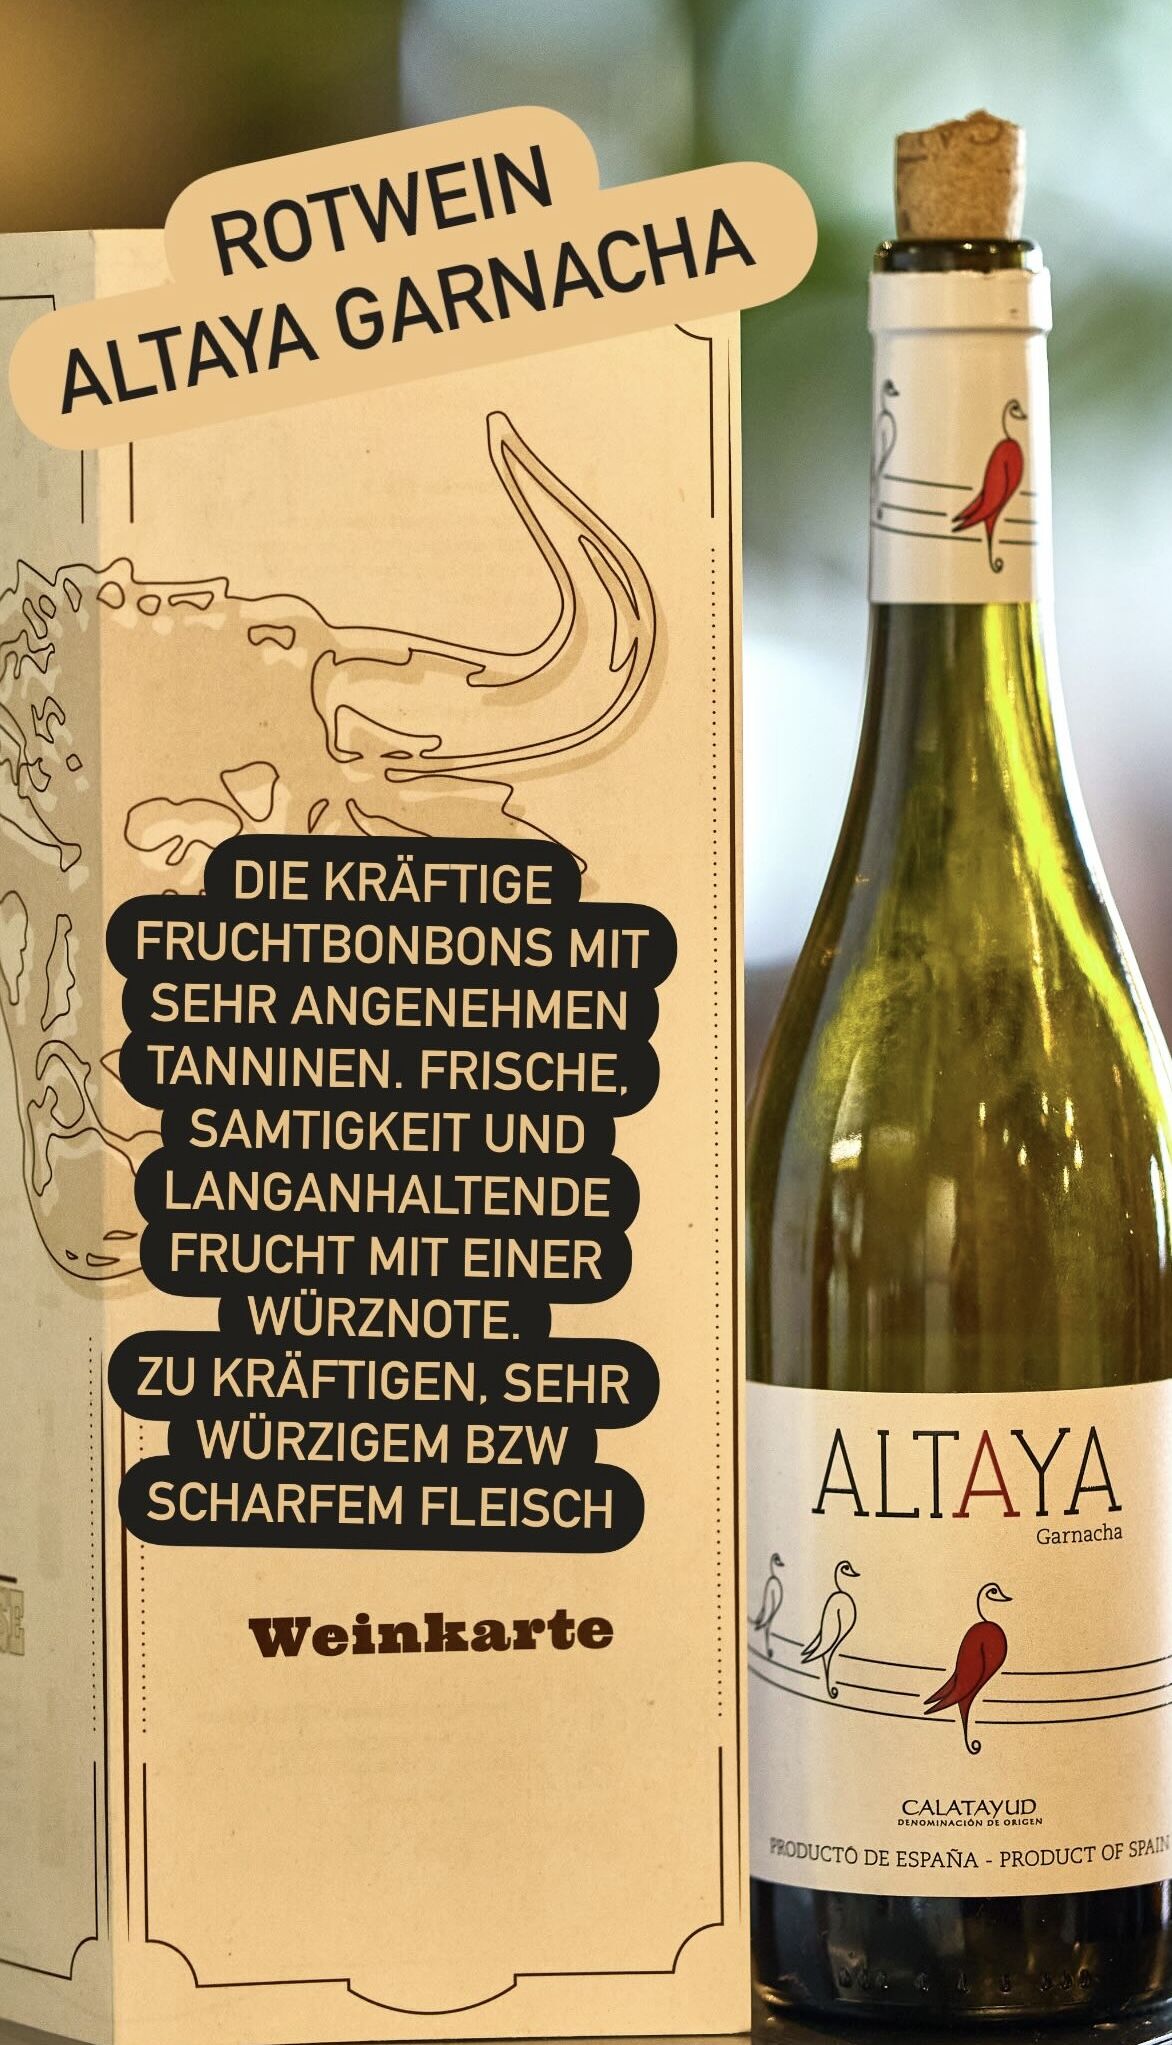 ROTWEIN
ALTAYA GARNACHA
DIE KRÄFTIGE
FRUCHTBONBONS MIT
SEHR ANGENEHMEN
TANNINEN. FRISCHE,
SAMTIGKEIT UND
LANGANHALTENDE
FRUCHT MIT EINER
WÜRZNOTE.
ZU KRÄFTIGEN, SEHR
WÜRZIGEM BZW
SCHARFEM FLEISCH
Weinkarte
ALTAYA
Garnacha
CALATAYUD
DENOMINACIÓN DE ORIGEN
PRODUCTO DE ESPAÑA - PRODUCT OF SPAIN